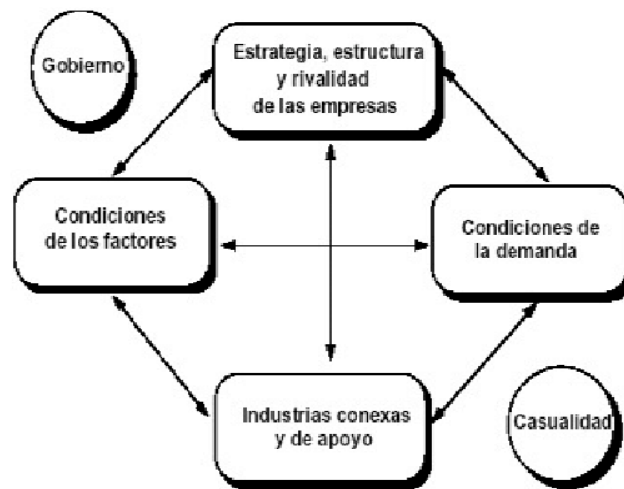 Gobierno
Estrategia, estructura
y rivalidad
de las empresas
Condiciones
de los factores
Condiciones de
la demanda
Industrias conexas
y de apoyo
Casualidad